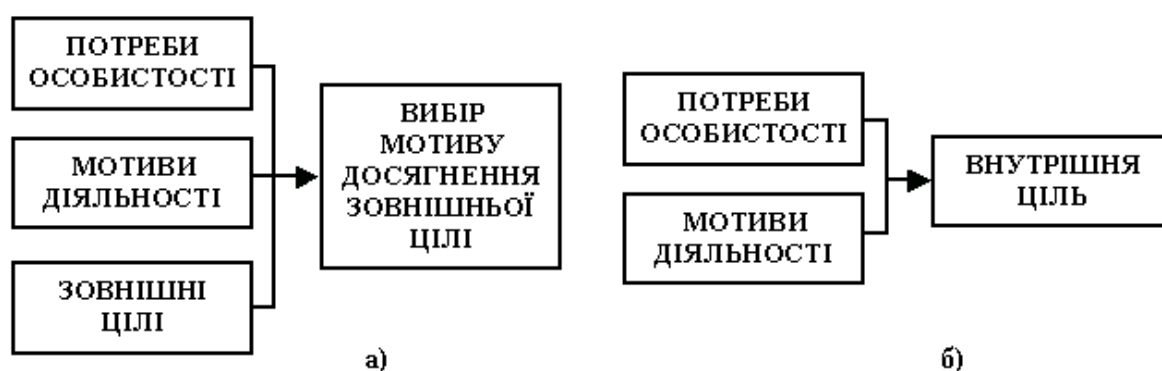 ПОТРЕБИ
ОСОБИСТОСТІ
МОТИВИ
ДІЯЛЬНОСТІ
ЗОВНІШНІ
ЦІЛІ
ВИБІР
МОТИВУ
ДОСЯГНЕННЯ
ЗОВНІШНЬОЇ
ЦІЛІ
а)
ПОТРЕБИ
ОСОБИСТОСТІ
МОТИВИ
ДІЯЛЬНОСТІ
ВНУТРІШНЯ
ЦІЛЬ
б)